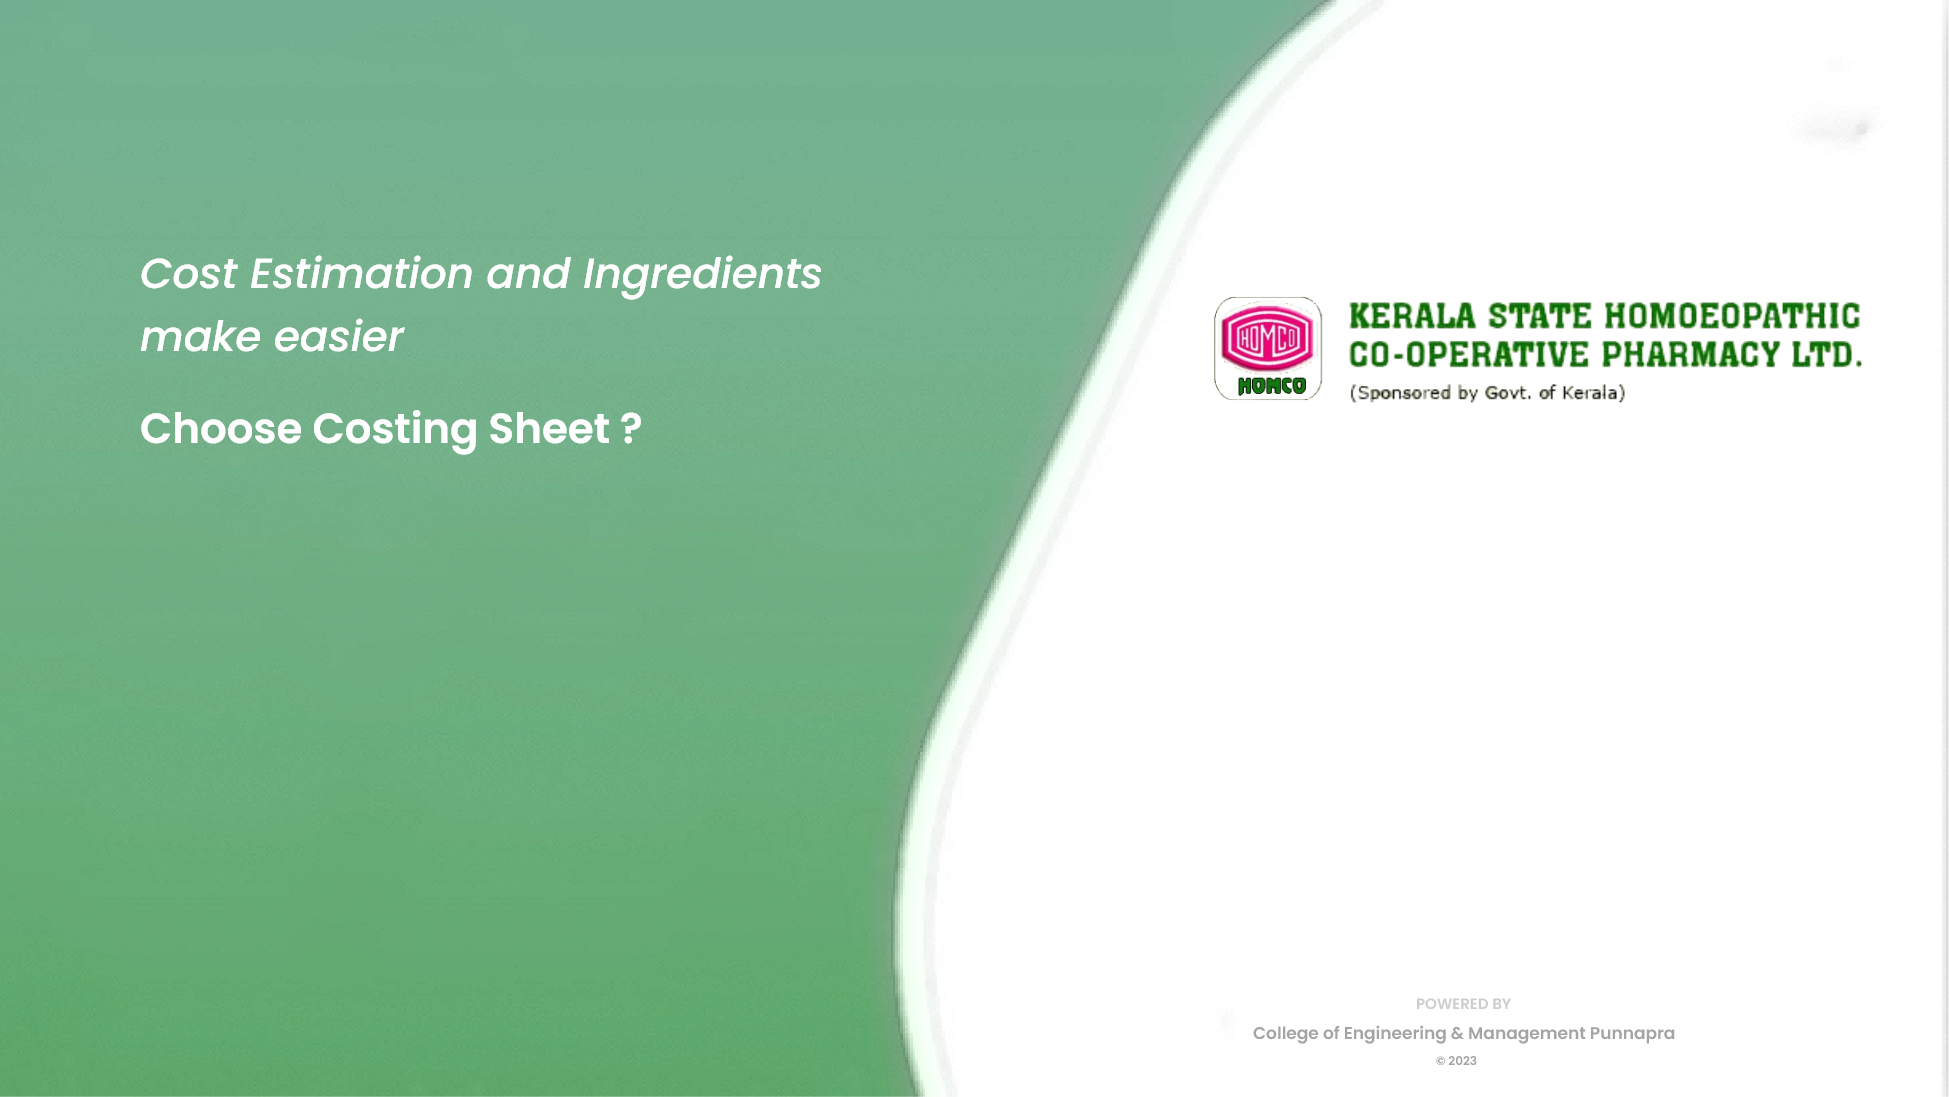 Cost Estimation and Ingredients
make easier
Choose Costing Sheet ?
HOMCO
HOMCO
KERALA STATE HOMOEOPATHIC
CO-OPERATIVE PHARMACY LTD.
(Sponsored by Govt. of Kerala)
POWERED BY
College of Engineering & Management Punnapra
© 2023